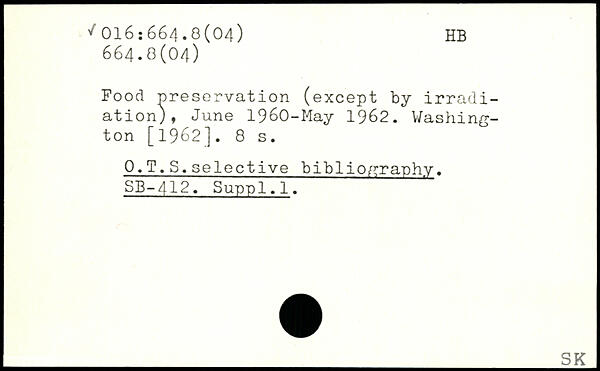 √016:664.8(04) HB
664.8(04)
Food preservation (except by irradi-
ation), June 1960-May 1962. Washing-
ton [1962]. 8 s.
O.T.S.selective bibliography.
SB-412. Suppl.1.
SK